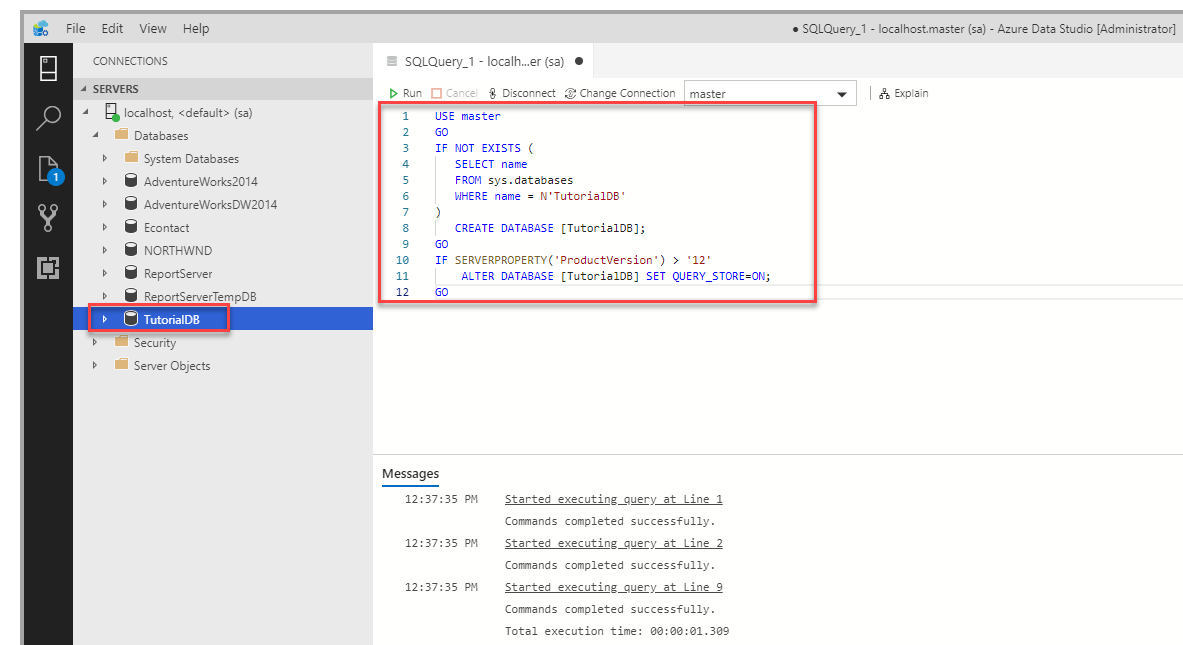 File Edit View Help
● SQLQuery_1 - localhost.master (sa) - Azure Data Studio [Administrator]
CONNECTIONS
SERVERS
localhost, <default> (sa)
Databases
System Databases
AdventureWorks2014
AdventureWorksDW2014
Econtact
NORTHWND
ReportServer
ReportServerTempDB
TutorialDB
Security
Server Objects
1
SQLQuery_1 - localh...er (sa) ●
Run Cancel Disconnect Change Connection master Explain
1 USE master
2 GO
3 IF NOT EXISTS (
4 SELECT name
5 FROM sys.databases
6 WHERE name = N'TutorialDB'
7 )
8 CREATE DATABASE [TutorialDB];
9 GO
10 IF SERVERPROPERTY('ProductVersion') > '12'
11 ALTER DATABASE [TutorialDB] SET QUERY_STORE=ON;
12 GO
Messages
12:37:35 PM Started executing query at Line 1
Commands completed successfully.
12:37:35 PM Started executing query at Line 2
Commands completed successfully.
12:37:35 PM Started executing query at Line 9
Commands completed successfully.
Total execution time: 00:00:01.309